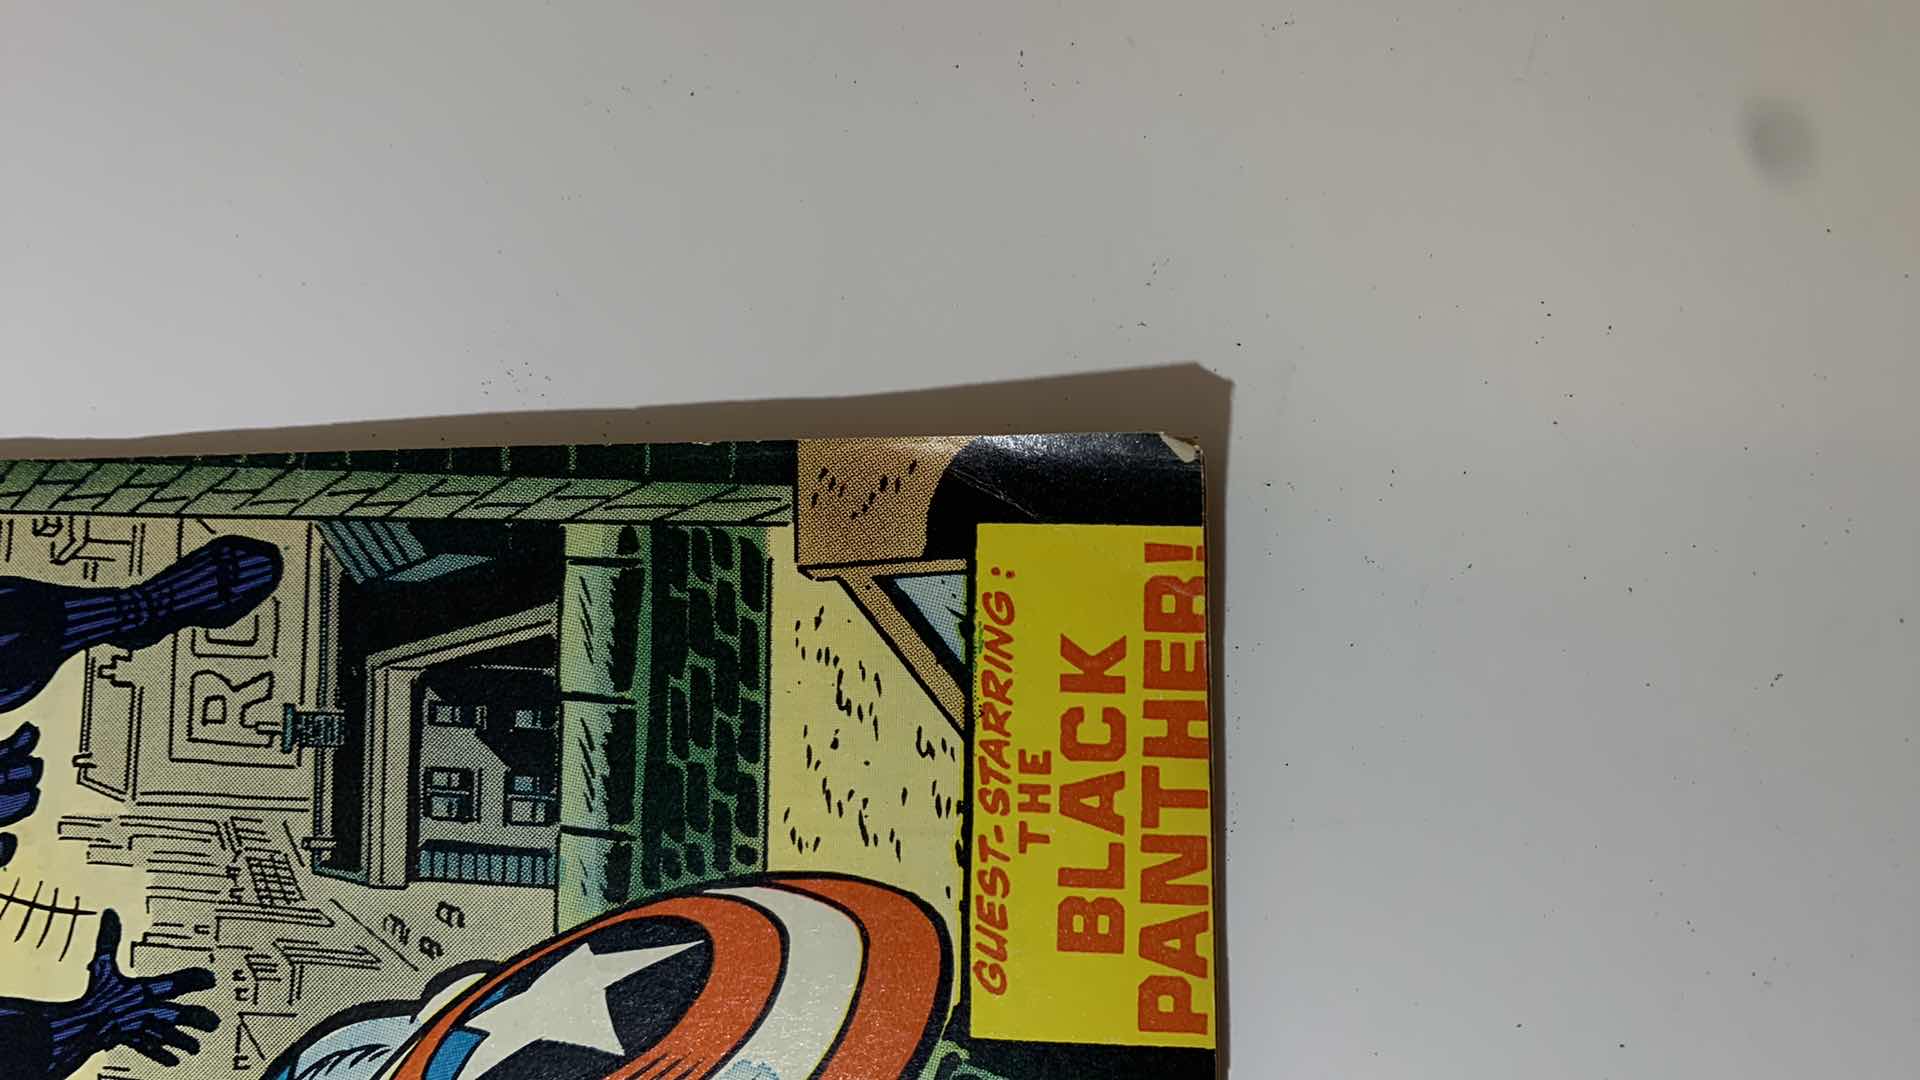 GUEST-STARRING:
THE
BLACK
PANTHER!